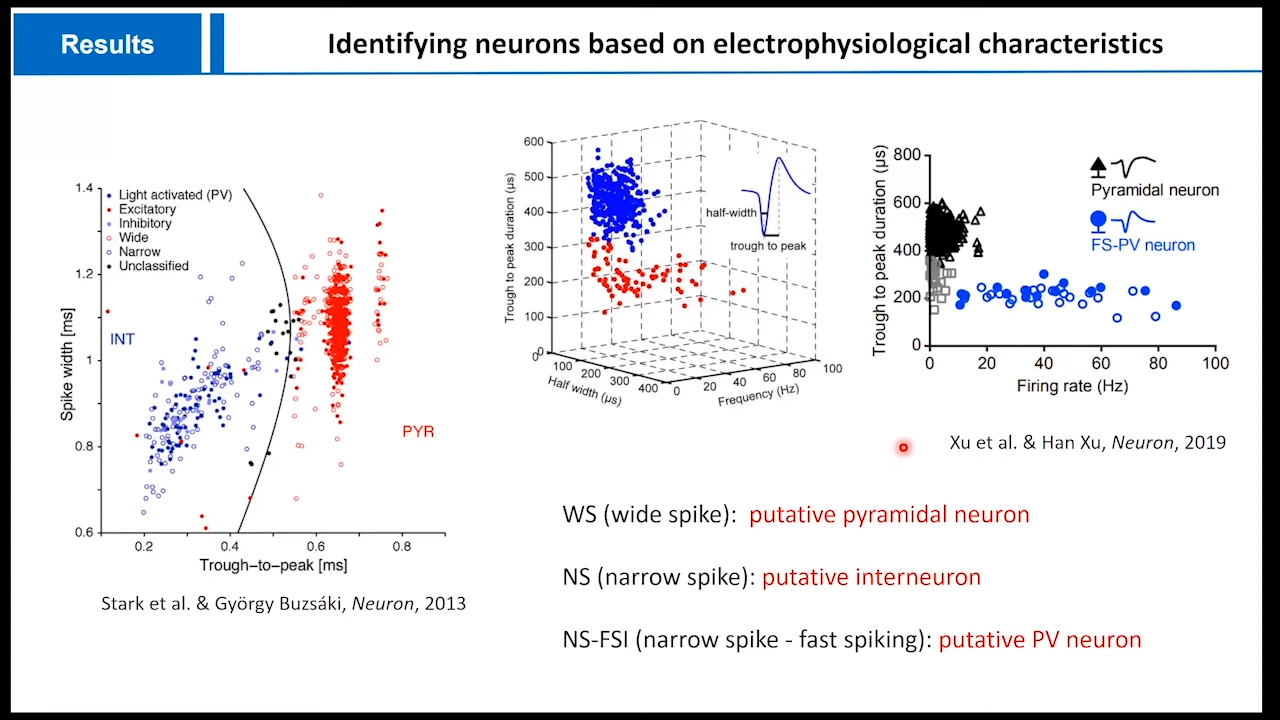 Results
Identifying neurons based on electrophysiological characteristics
1.4
1.2
1
0.8
0.6
Spike width [ms]
Light activated (PV)
Excitatory
Inhibitory
Wide
Narrow
Unclassified
INT
PYR
0.2
0.4
0.6
0.8
Trough–to–peak [ms]
Stark et al. & György Buzsáki, Neuron, 2013
600
500
400
300
200
100
0
Trough to peak duration (µs)
half-width
trough to peak
100
200
300
400
Half width (µs)
0
20
40
60
80
100
Frequency (Hz)
800
600
400
200
0
Trough to peak duration (µs)
Pyramidal neuron
FS-PV neuron
0
20
40
60
80
100
Firing rate (Hz)
Xu et al. & Han Xu, Neuron, 2019
WS (wide spike): putative pyramidal neuron
NS (narrow spike): putative interneuron
NS-FSI (narrow spike - fast spiking): putative PV neuron